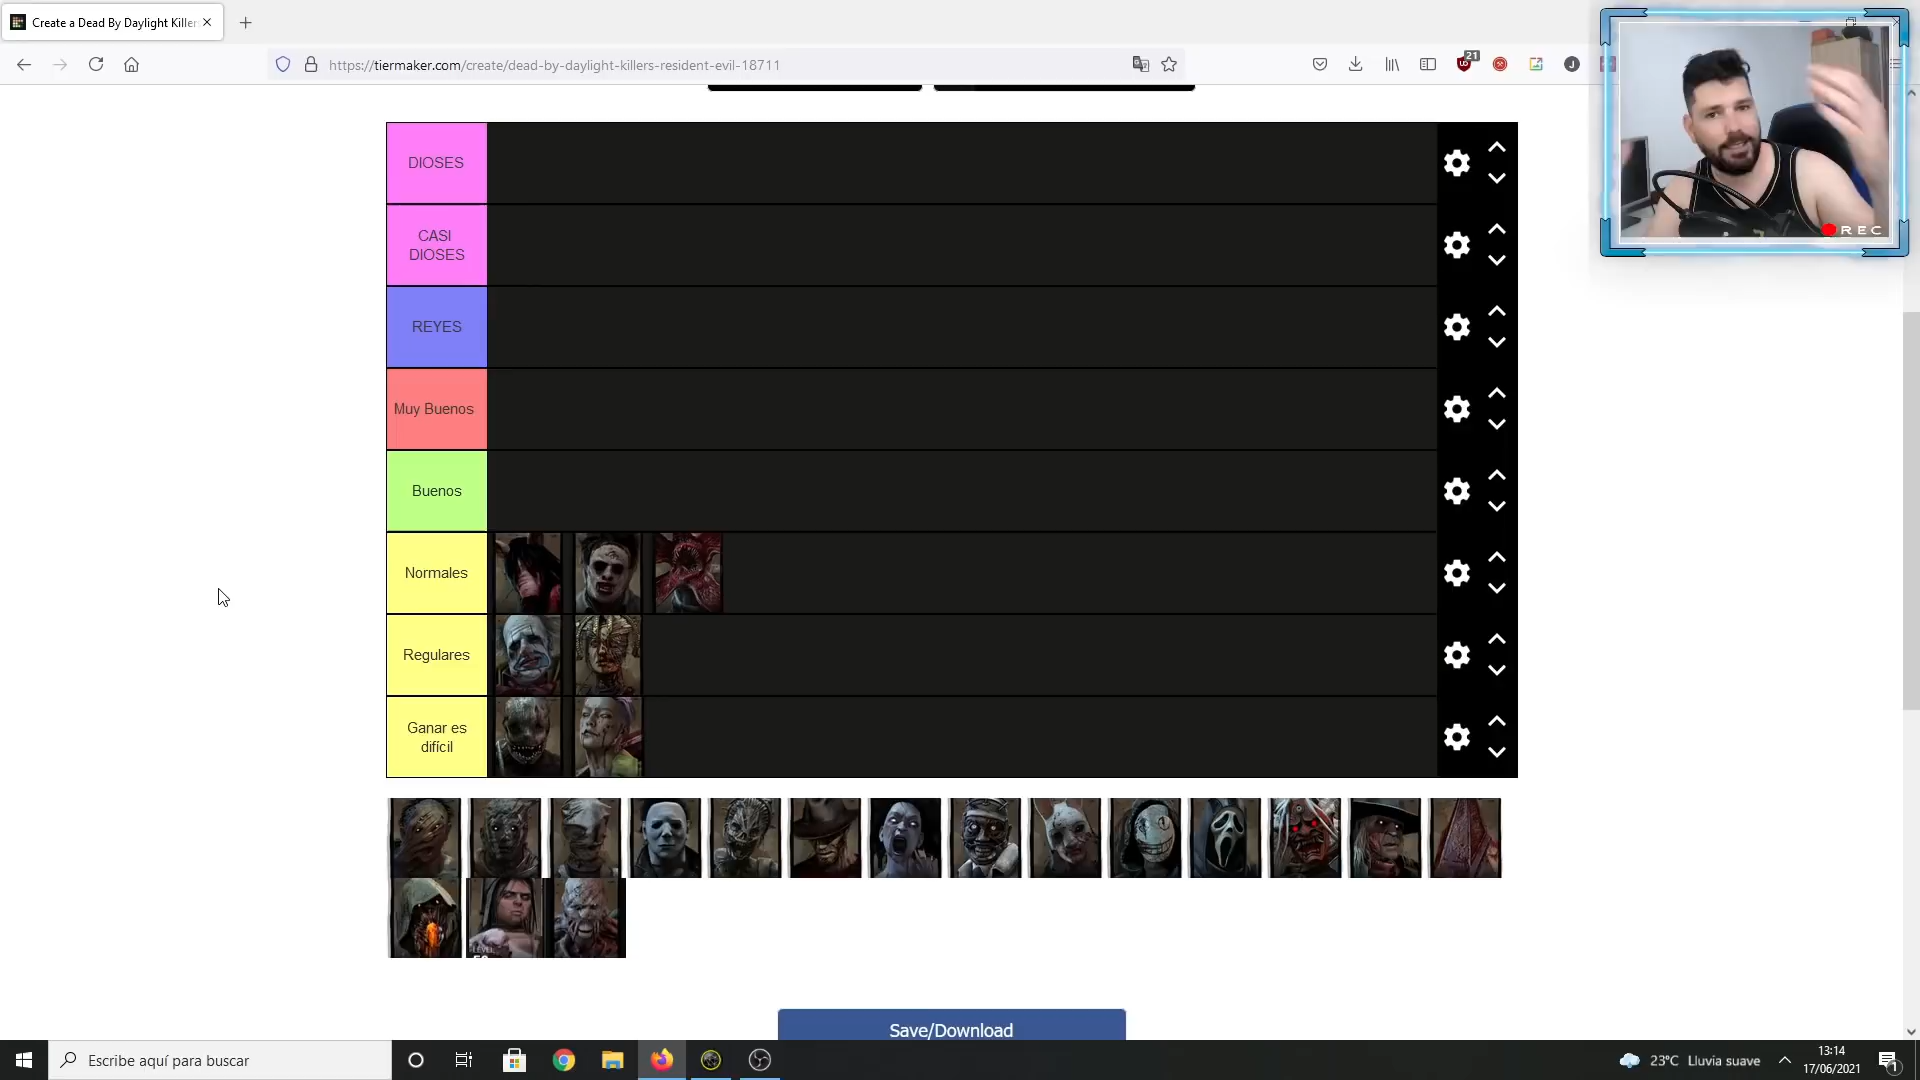 Create a Dead By Daylight Killer
https://tiermaker.com/create/dead-by-daylight-killers-resident-evil-18711
21
J
REC
DIOSES
CASI
DIOSES
REYES
Muy Buenos
Buenos
Normales
Regulares
Ganar es
difícil
Save/Download
Escribe aquí para buscar
23°C Lluvia suave
13:14
17/06/2021
1